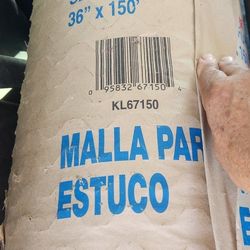 36" x 150'
0 95832 67150 4
KL67150
MALLA PAR
ESTUCO